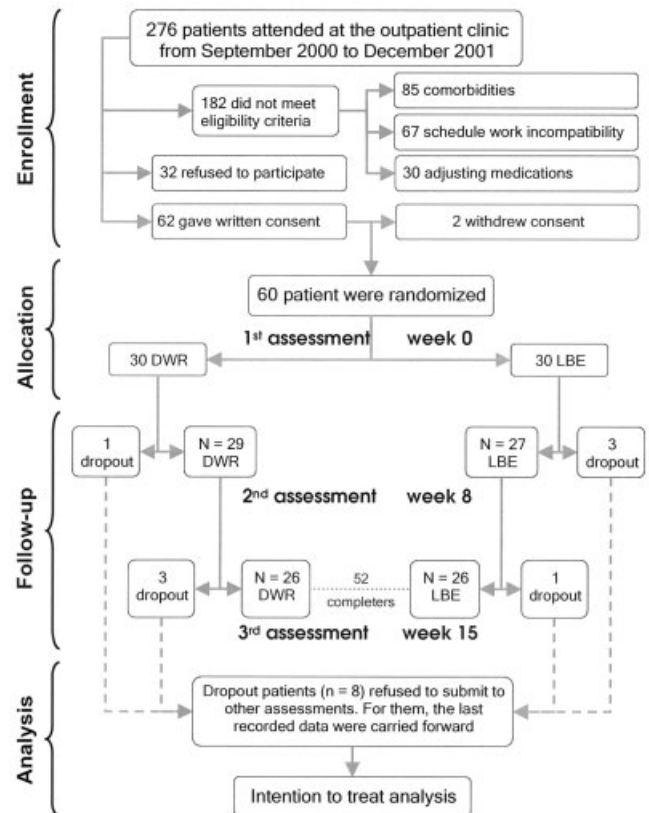 276 patients attended at the outpatient clinic
from September 2000 to December 2001
Enrollment
182 did not meet
eligibility criteria
85 comorbidities
67 schedule work incompatibility
30 adjusting medications
32 refused to participate
62 gave written consent
2 withdrew consent
Allocation
60 patient were randomized
1st assessment week 0
30 DWR
30 LBE
Follow-up
1
dropout
N = 29
DWR
N = 27
LBE
3
dropout
2nd assessment week 8
3
dropout
N = 26
DWR
52
completers
N = 26
LBE
1
dropout
3rd assessment week 15
Analysis
Dropout patients (n = 8) refused to submit to
other assessments. For them, the last
recorded data were carried forward
Intention to treat analysis